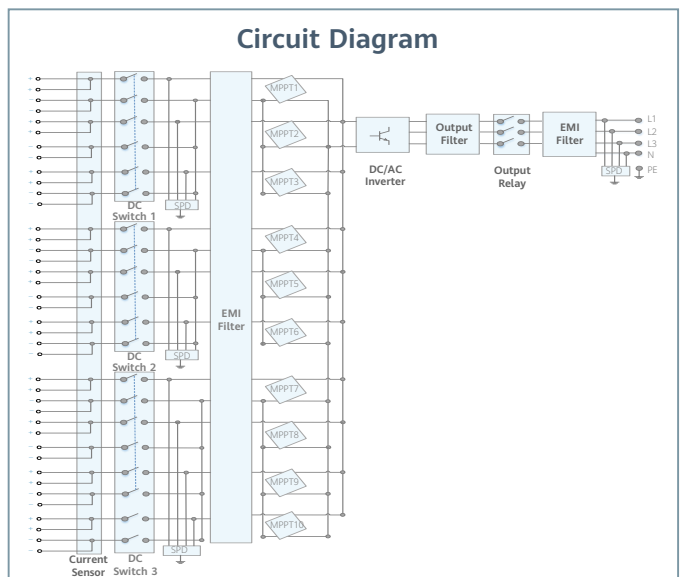 Circuit Diagram
MPPT1
MPPT2
MPPT3
DC
Switch 1
SPD
MPPT4
MPPT5
MPPT6
EMI
Filter
DC
Switch 2
SPD
MPPT7
MPPT8
MPPT9
MPPT10
SPD
Current
Sensor
DC
Switch 3
DC/AC
Inverter
Output
Filter
Output
Relay
EMI
Filter
L1
L2
L3
N
SPD
PE